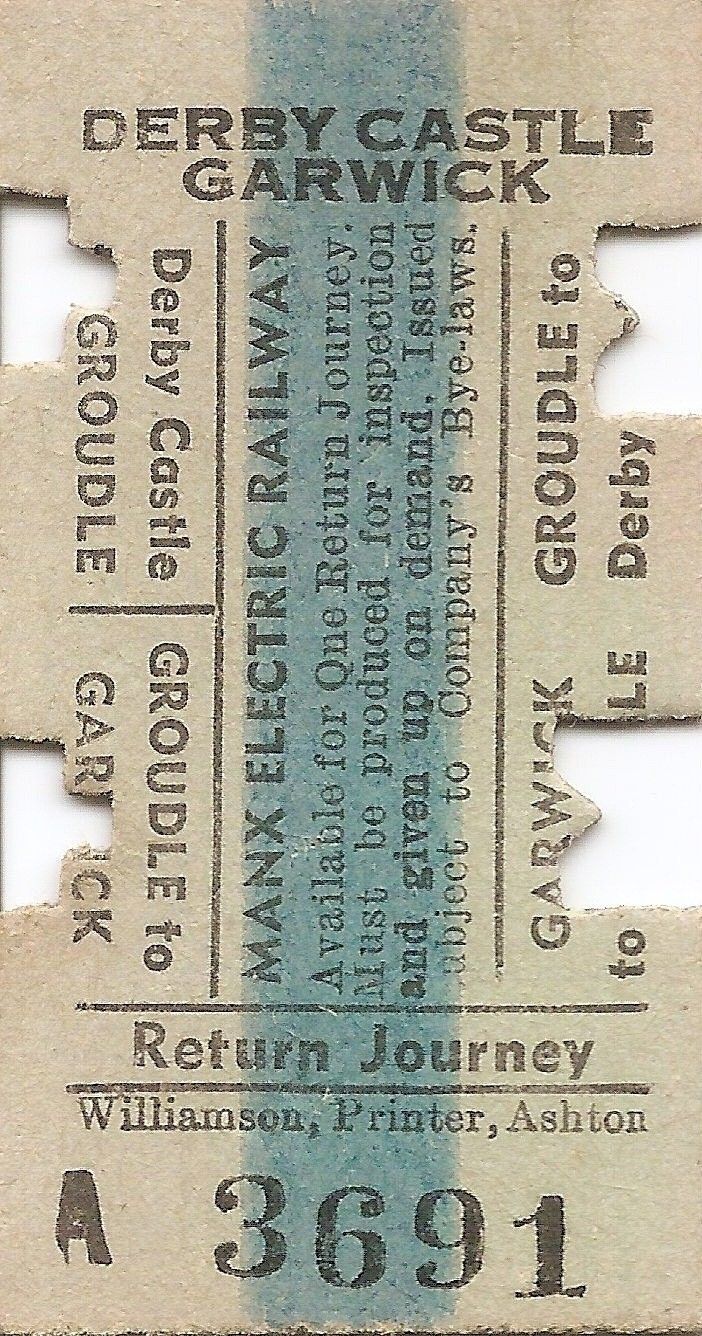 DERBY CASTLE
GARWICK
Derby Castle
GROUDLE
GROUDLE to
GARWICK
MANX ELECTRIC RAILWAY
Available for One Return Journey.
Must be produced for inspection
and given up on demand. Issued
subject to Company's Bye-laws.
GARWICK GROUDLE to
to LE Derby
Return Journey
Williamson, Printer, Ashton
A 3691